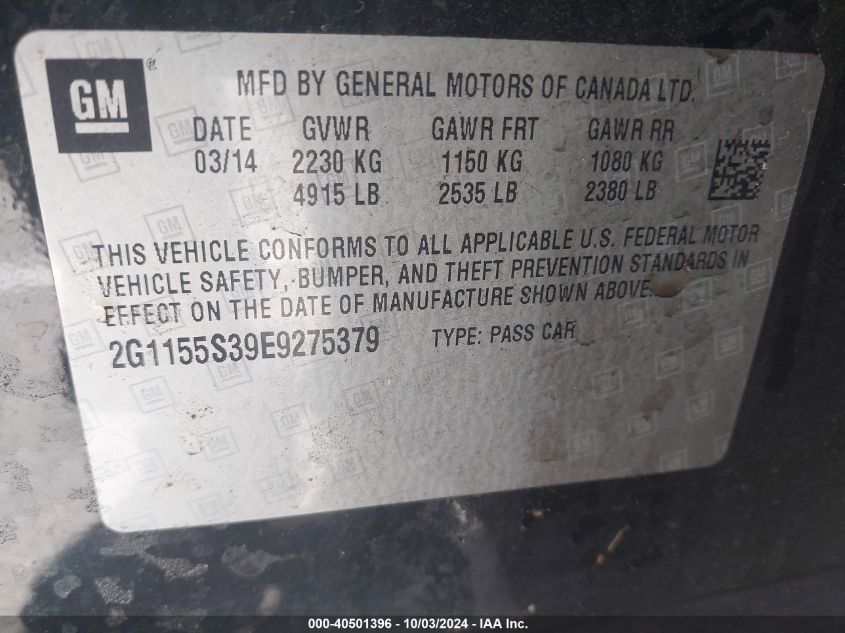 GM®
MFD BY GENERAL MOTORS OF CANADA LTD.
DATE GVWR GAWR FRT GAWR RR
03/14 2230 KG 1150 KG 1080 KG
4915 LB 2535 LB 2380 LB
THIS VEHICLE CONFORMS TO ALL APPLICABLE U.S. FEDERAL MOTOR
VEHICLE SAFETY, BUMPER, AND THEFT PREVENTION STANDARDS IN
EFFECT ON THE DATE OF MANUFACTURE SHOWN ABOVE.
2G1155S39E9275379 TYPE: PASS CAR
000-40501396 - 10/03/2024 - IAA Inc.